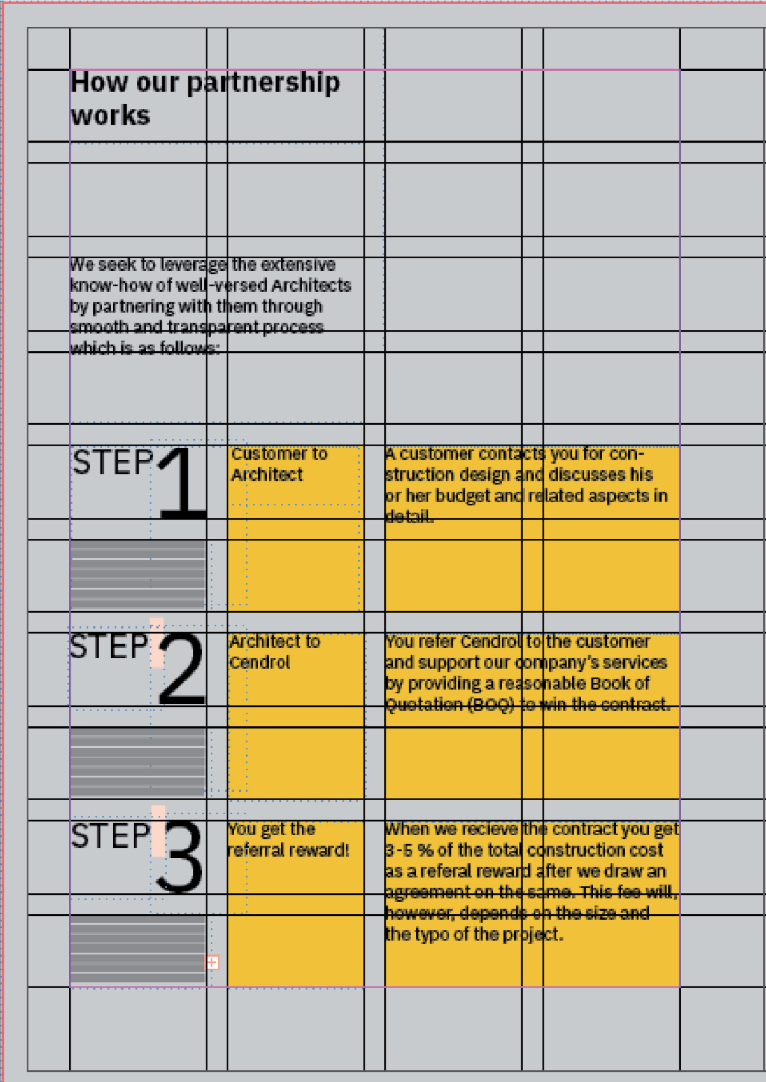 How our partnership
works
We seek to leverage the extensive
know-how of well-versed Architects
by partnering with them through
smooth and transparent process
which is as follows:
STEP 1
Customer to
Architect
A customer contacts you for con-
struction design and discusses his
or her budget and related aspects in
detail.
STEP 2
Architect to
Cendrol
You refer Cendrol to the customer
and support our company's services
by providing a reasonable Book of
Quotation (BOQ) to win the contract.
STEP 3
You get the
referral reward!
When we recieve the contract you get
3-5 % of the total construction cost
as a referal reward after we draw an
agreement on the same. This fee will,
however, depends on the size and
the typo of the project.